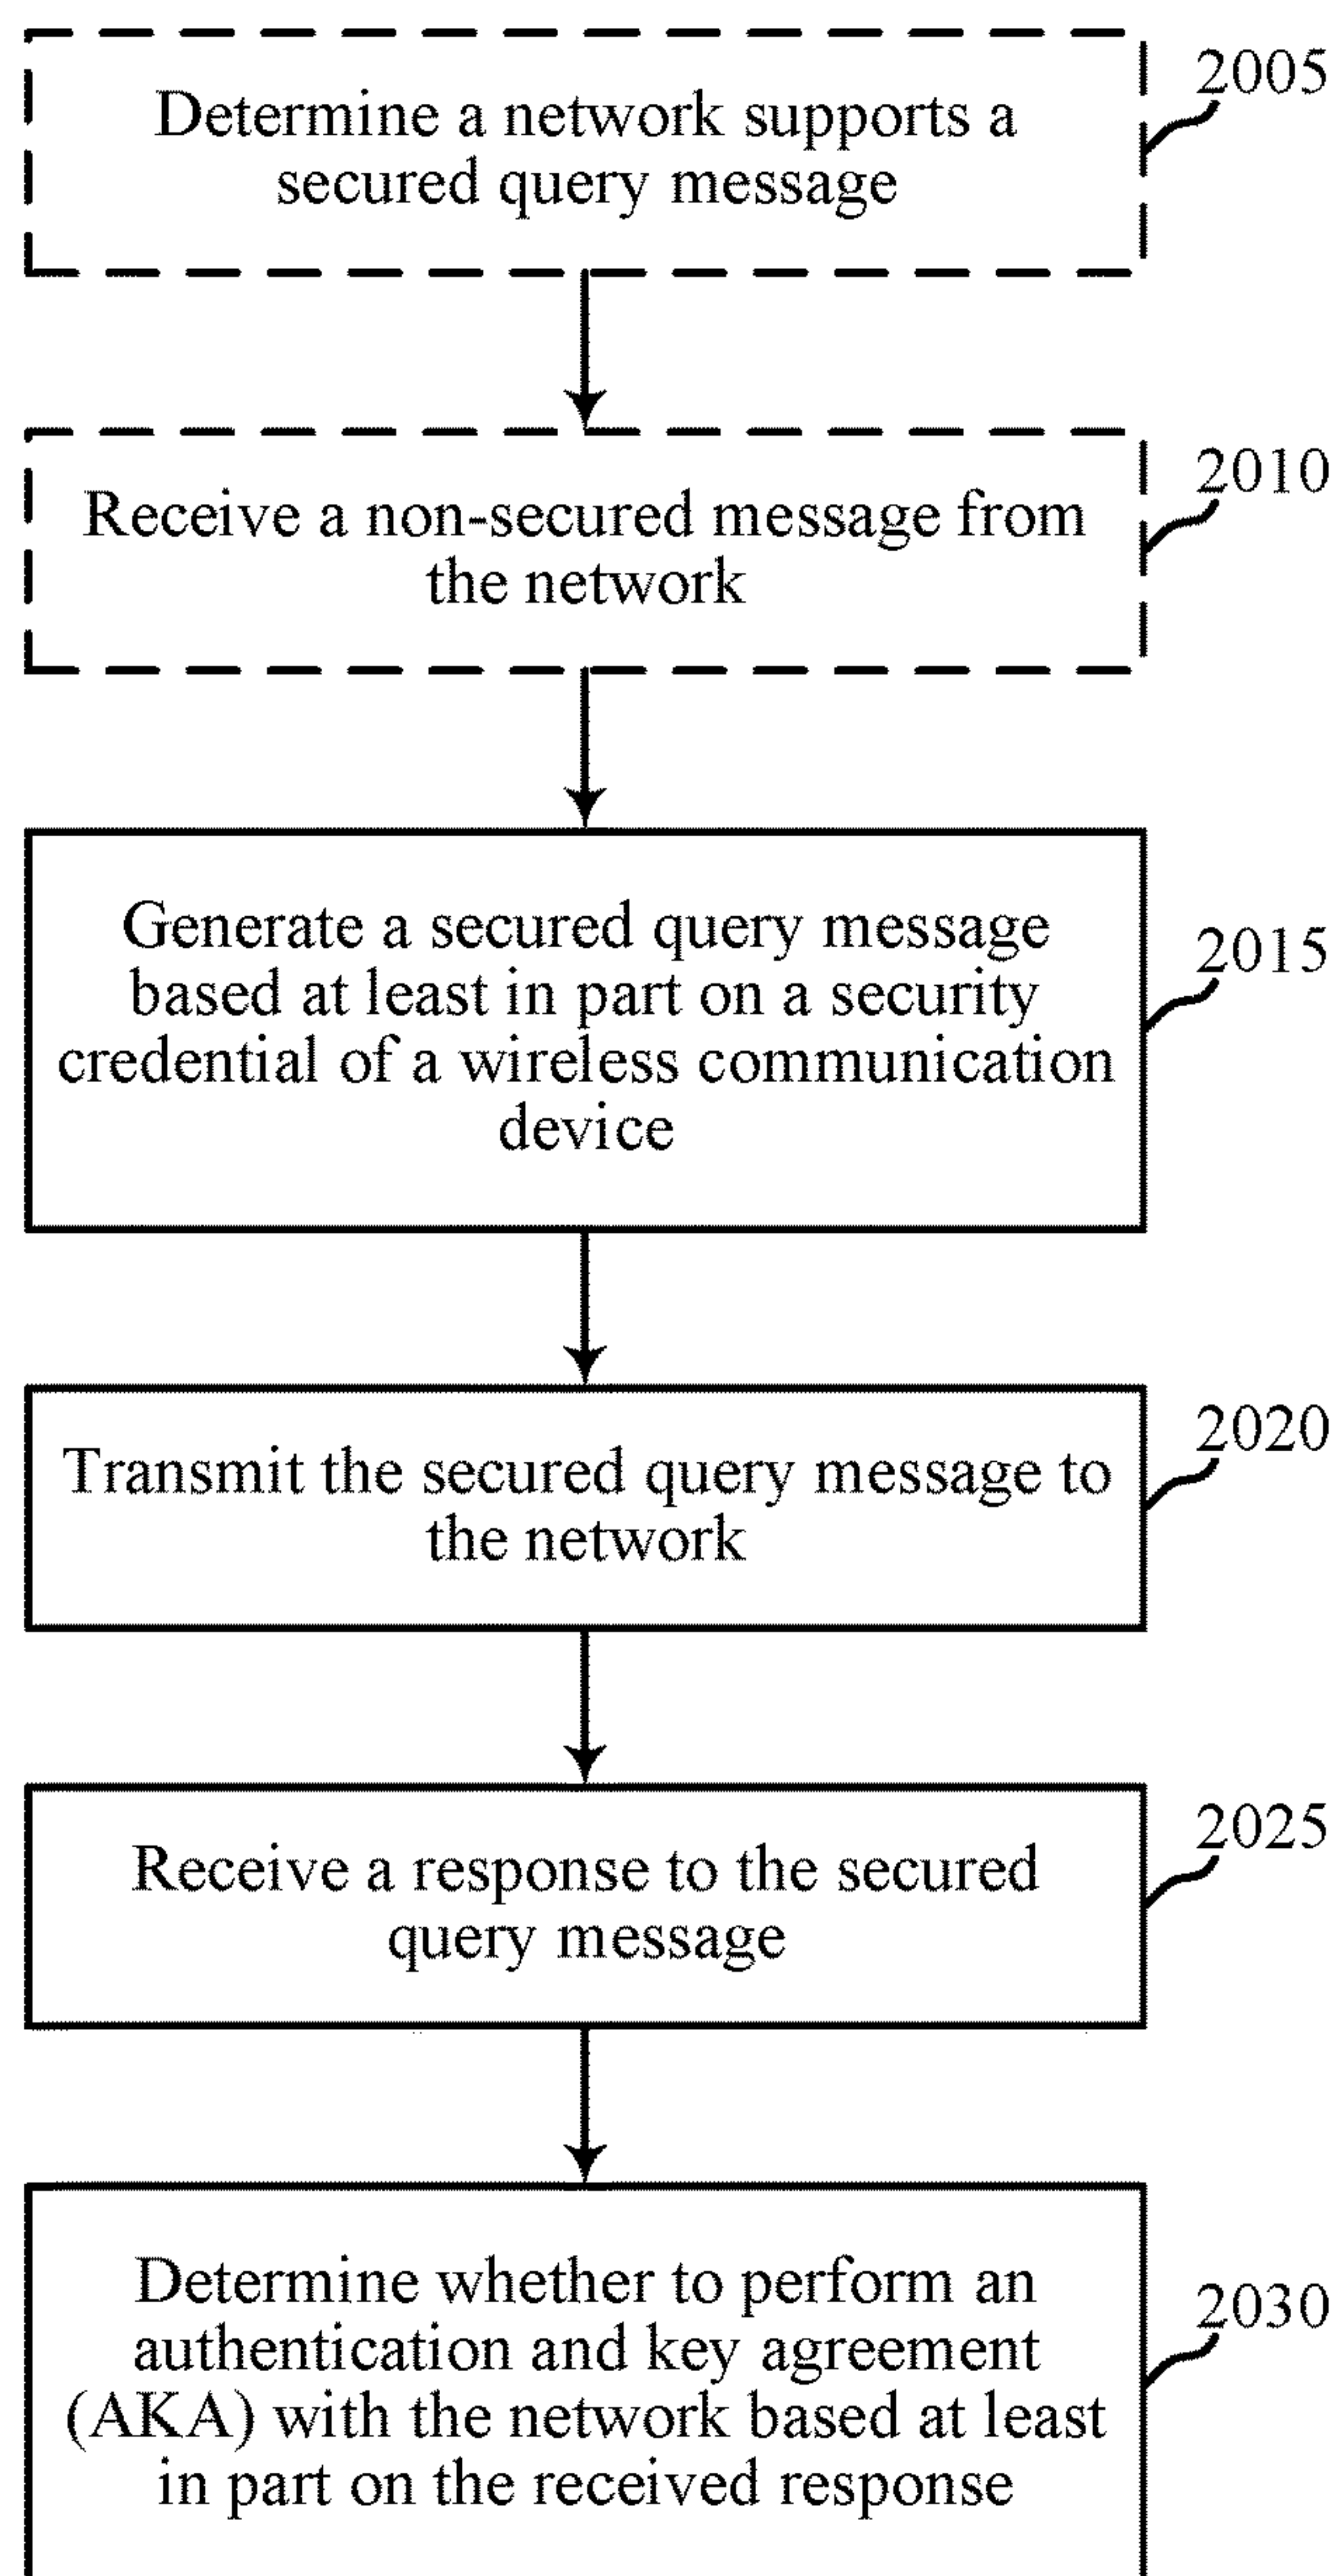 Determine a network supports a
secured query message
2005
Receive a non-secured message from
the network
2010
Generate a secured query message
based at least in part on a security
credential of a wireless communication
device
2015
Transmit the secured query message to
the network
2020
Receive a response to the secured
query message
2025
Determine whether to perform an
authentication and key agreement
(AKA) with the network based at least
in part on the received response
2030